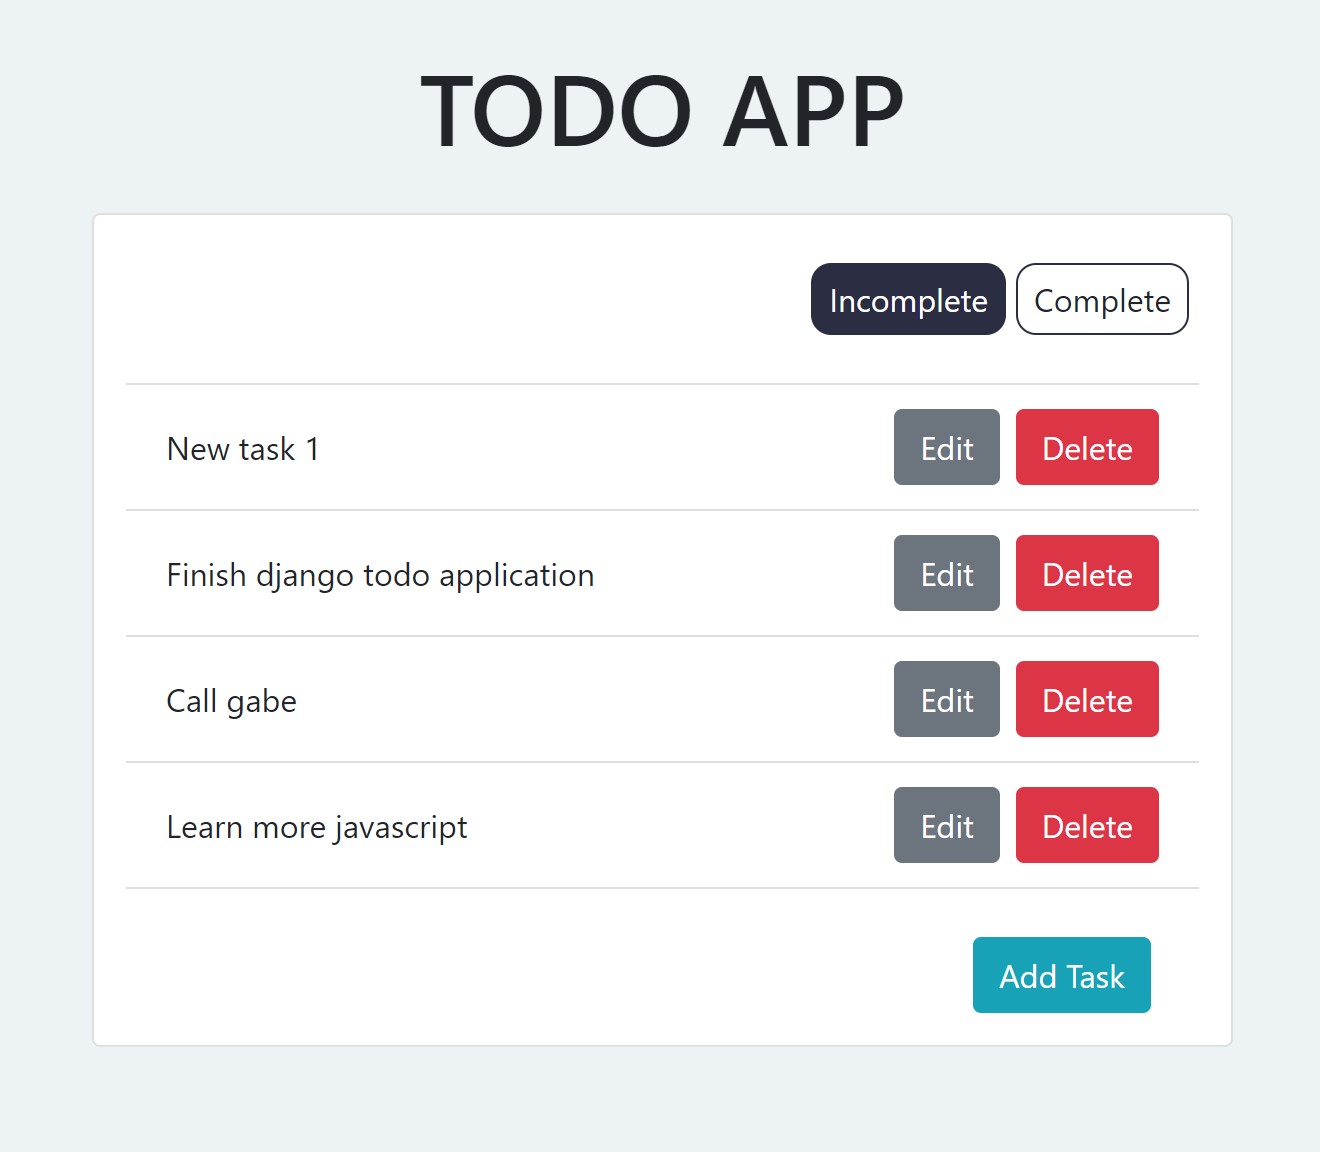 TODO APP
Incomplete Complete
New task 1 Edit Delete
Finish django todo application Edit Delete
Call gabe Edit Delete
Learn more javascript Edit Delete
Add Task